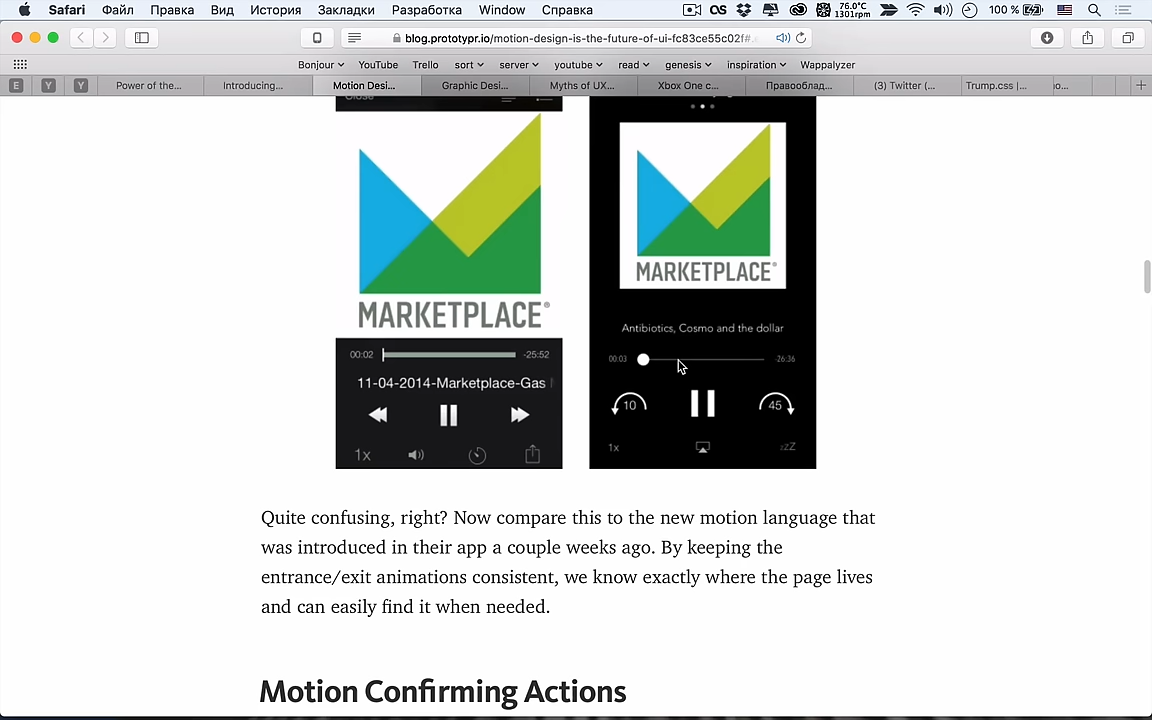 Safari Файл Правка Вид История Закладки Разработка Window Справка OS 76.0°C 1301rpm 100 %
blog.prototypr.io/motion-design-is-the-future-of-ui-fc83ce55c02f#.
Bonjour YouTube Trello sort server youtube read genesis inspiration Wappalyzer
E Y Y Power of the... Introducing... Motion Desi... Graphic Desi... Myths of UX... Xbox One c... Правооблад... (3) Twitter (... Trump.css |...
Close
MARKETPLACE®
00:02 -25:52
11-04-2014-Marketplace-Gas
1x
MARKETPLACE®
Antibiotics, Cosmo and the dollar
00:03 -26:36
10 45
1x zZZ
Quite confusing, right? Now compare this to the new motion language that
was introduced in their app a couple weeks ago. By keeping the
entrance/exit animations consistent, we know exactly where the page lives
and can easily find it when needed.
Motion Confirming Actions